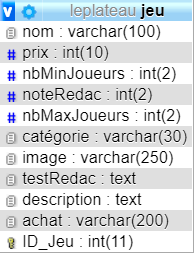 leplateau jeu
nom : varchar(100)
prix : int(10)
nbMinJoueurs : int(2)
noteRedac : int(2)
nbMaxJoueurs : int(2)
catégorie : varchar(30)
image : varchar(250)
testRedac : text
description : text
achat : varchar(200)
ID_Jeu : int(11)